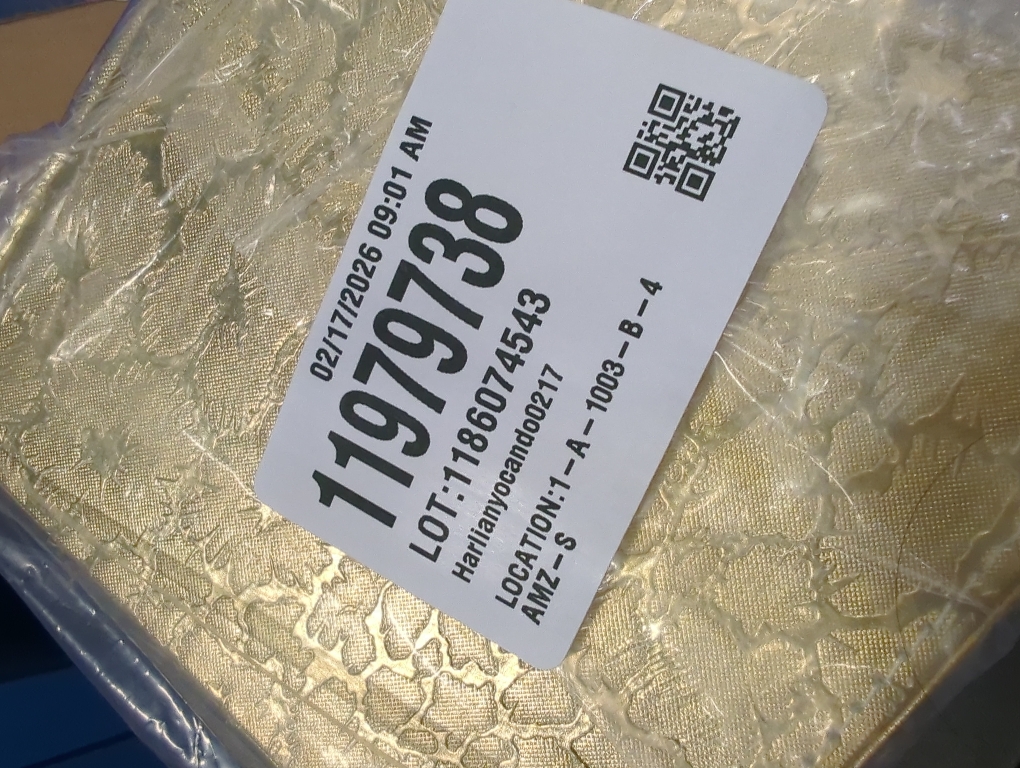 02/17/2026 09:01 AM
11979738
LOT:1186074543
Harlianyocando0217
LOCATION:1-A-1003-B-4
AMZ-S